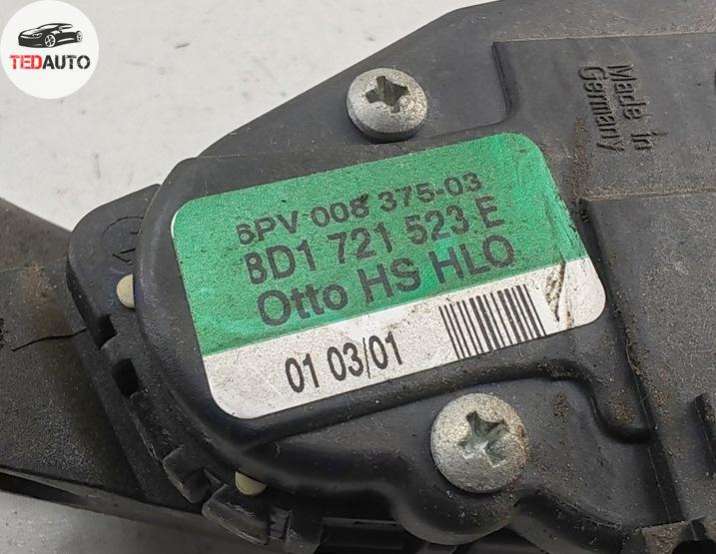 TEDAUTO
Made in
Germany
6PV 008 375-03
8D1 721 523 E
Otto HS HLO
01 03/01